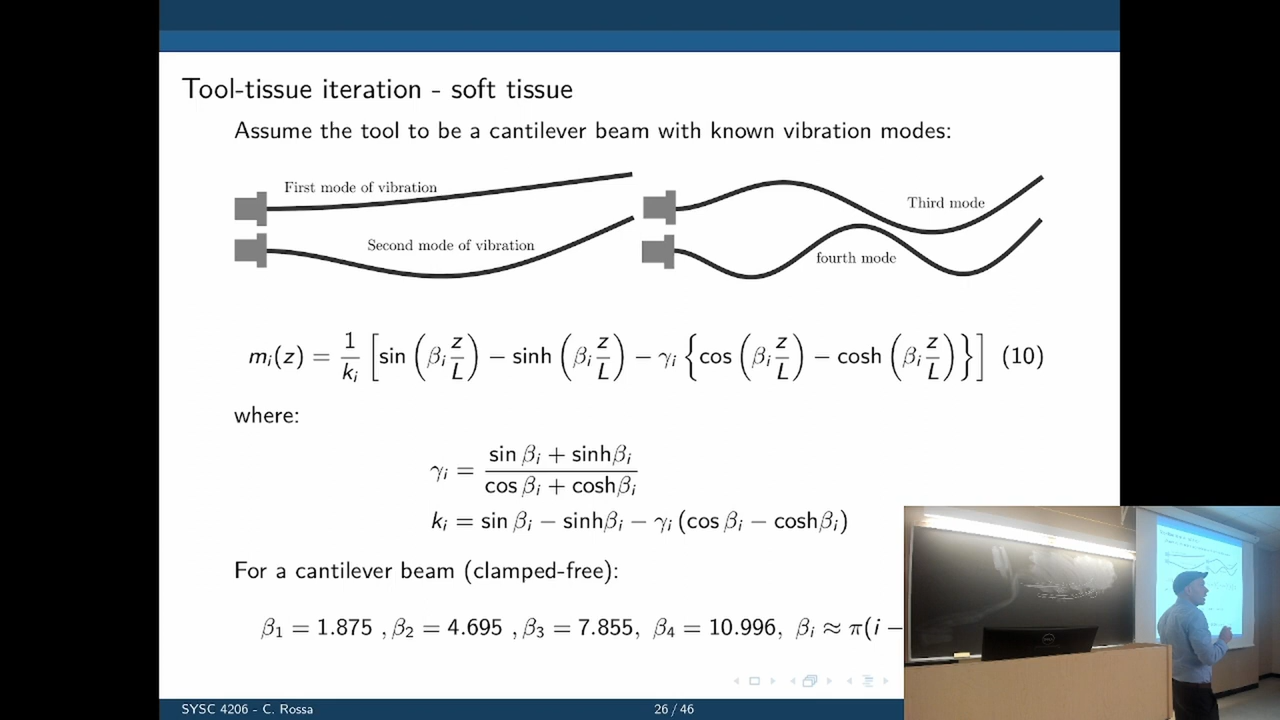 Tool-tissue iteration - soft tissue
Assume the tool to be a cantilever beam with known vibration modes:
First mode of vibration
Second mode of vibration
Third mode
fourth mode
m_i(z) = 1/k_i [sin (β_i z/L) − sinh (β_i z/L) − γ_i {cos (β_i z/L) − cosh (β_i z/L)}] (10)
where:
γ_i = (sin β_i + sinhβ_i)/(cos β_i + coshβ_i)
k_i = sin β_i − sinhβ_i − γ_i (cos β_i − coshβ_i)
For a cantilever beam (clamped-free):
β_1 = 1.875 , β_2 = 4.695 , β_3 = 7.855, β_4 = 10.996, β_i ≈ π(i −
SYSC 4206 - C. Rossa
26 / 46